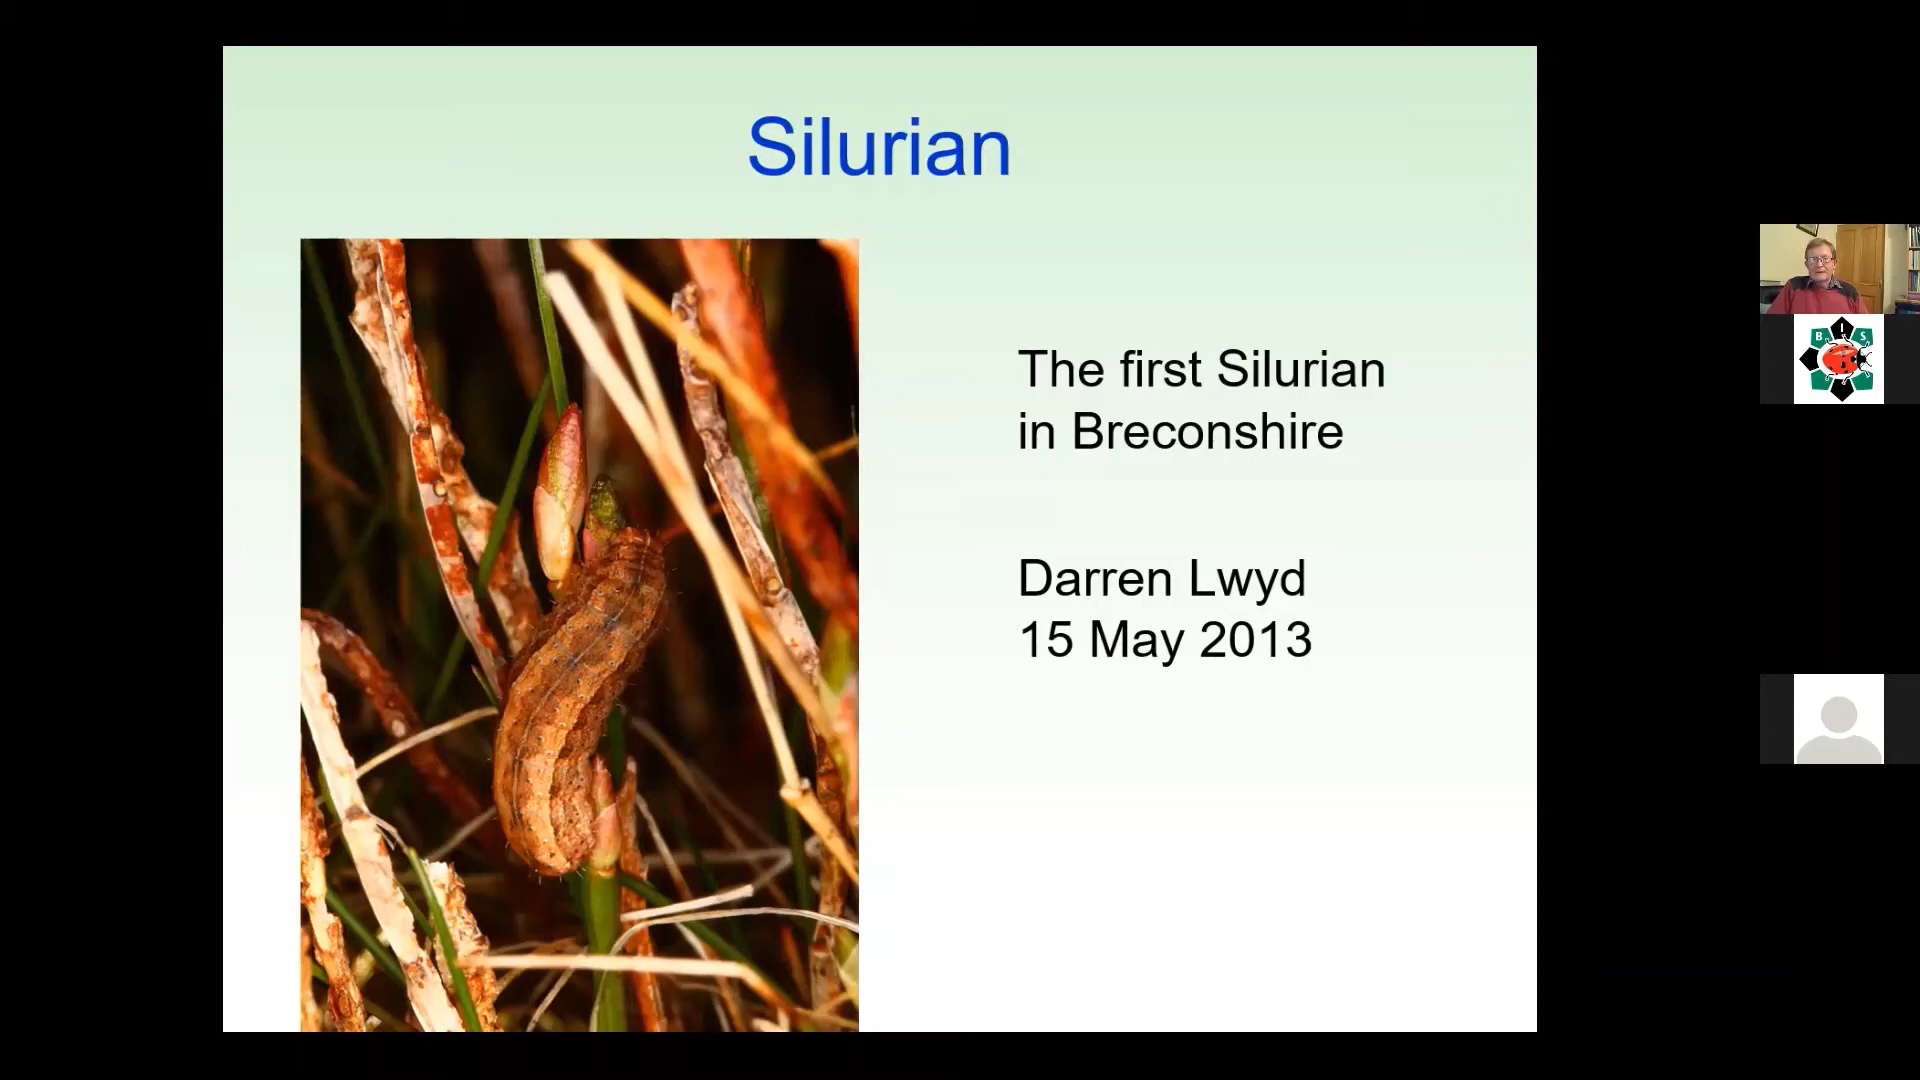 Silurian
The first Silurian
in Breconshire
Darren Lwyd
15 May 2013
B I S